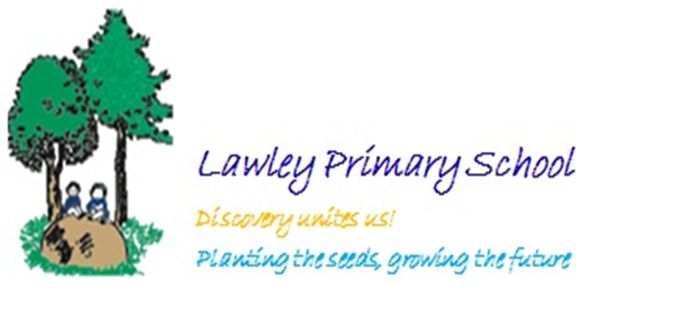 Lawley Primary School
Discovery unites us!
Planting the seeds, growing the future